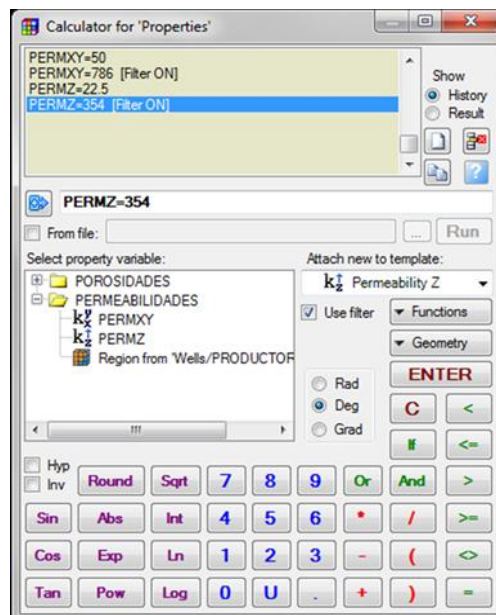 Calculator for 'Properties'
PERMXY=50
PERMXY=786 [Filter ON]
PERMZ=22.5
PERMZ=354 [Filter ON]
Show
History
Result
PERMZ=354
From file:
... Run
Select property variable:
Attach new to template:
POROSIDADES
PERMEABILIDADES
PERMXY
PERMZ
Region from 'Wells/PRODUCTOR
Permeability Z
Use filter
Functions
Geometry
Rad
Deg
Grad
ENTER
C <
If <=
Hyp
Inv
Round Sqrt 7 8 9 Or And >
Sin Abs Int 4 5 6 * / >=
Cos Exp Ln 1 2 3 - ( <>
Tan Pow Log 0 U . + ) =